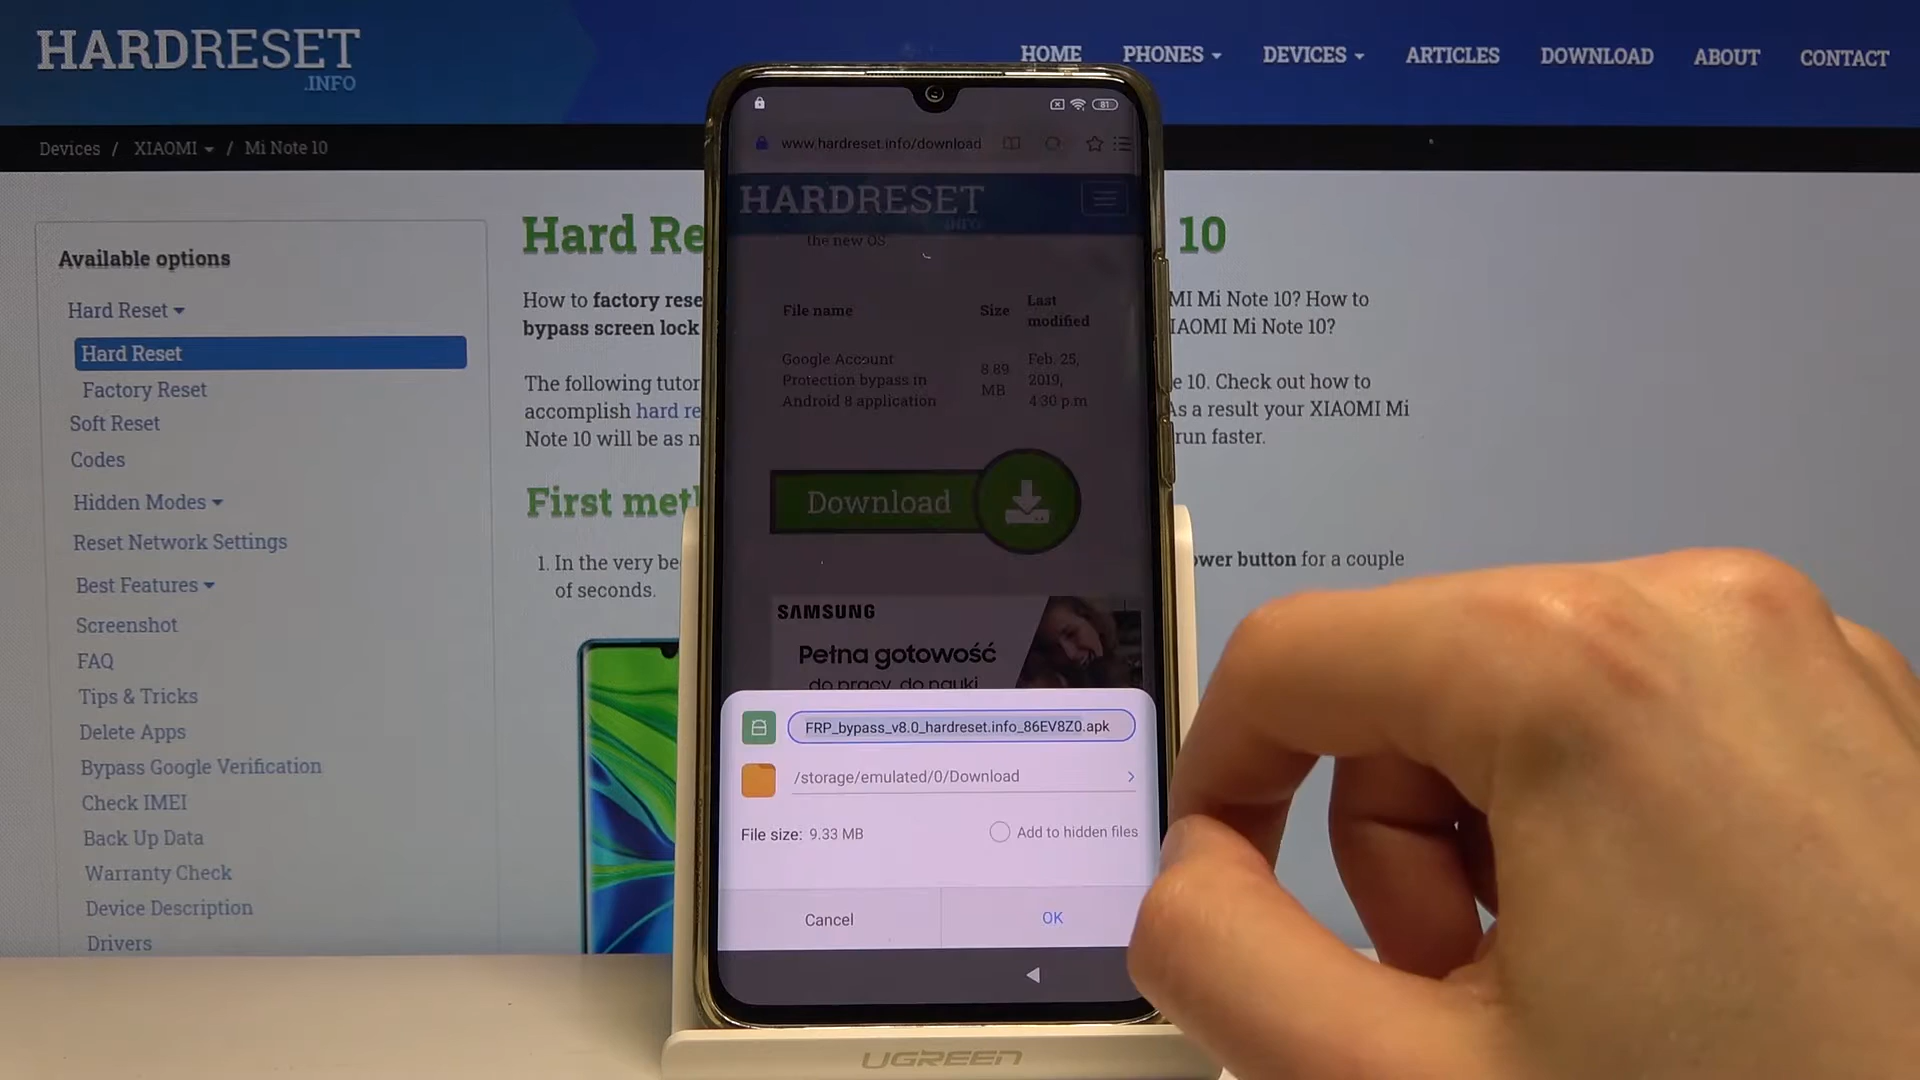 HARDRESET
.INFO
HOME
PHONES
DEVICES
ARTICLES
DOWNLOAD
ABOUT
CONTACT
Devices / XIAOMI / Mi Note 10
Available options
Hard Reset
Hard Reset
Factory Reset
Soft Reset
Codes
Hidden Modes
Reset Network Settings
Best Features
Screenshot
FAQ
Tips & Tricks
Delete Apps
Bypass Google Verification
Check IMEI
Back Up Data
Warranty Check
Device Description
Drivers
Hard Re
10
How to factory rese
MI Mi Note 10? How to
bypass screen lock
IAOMI Mi Note 10?
The following tutor
e 10. Check out how to
accomplish hard re
As a result your XIAOMI Mi
Note 10 will be as n
run faster.
First met
1. In the very be
ower button for a couple
of seconds.
81
www.hardreset.info/download
HARDRESET
.INFO
the new OS
File name
Size
Last
modified
Google Account
Protection bypass in
Android 8 application
8.89
MB
Feb. 25,
2019,
4:30 p.m
Download
SAMSUNG
Pełna gotowość
do pracy, do nauki
FRP_bypass_v8.0_hardreset.info_86EV8Z0.apk
/storage/emulated/0/Download
File size: 9.33 MB
Add to hidden files
Cancel
OK
UGREEN